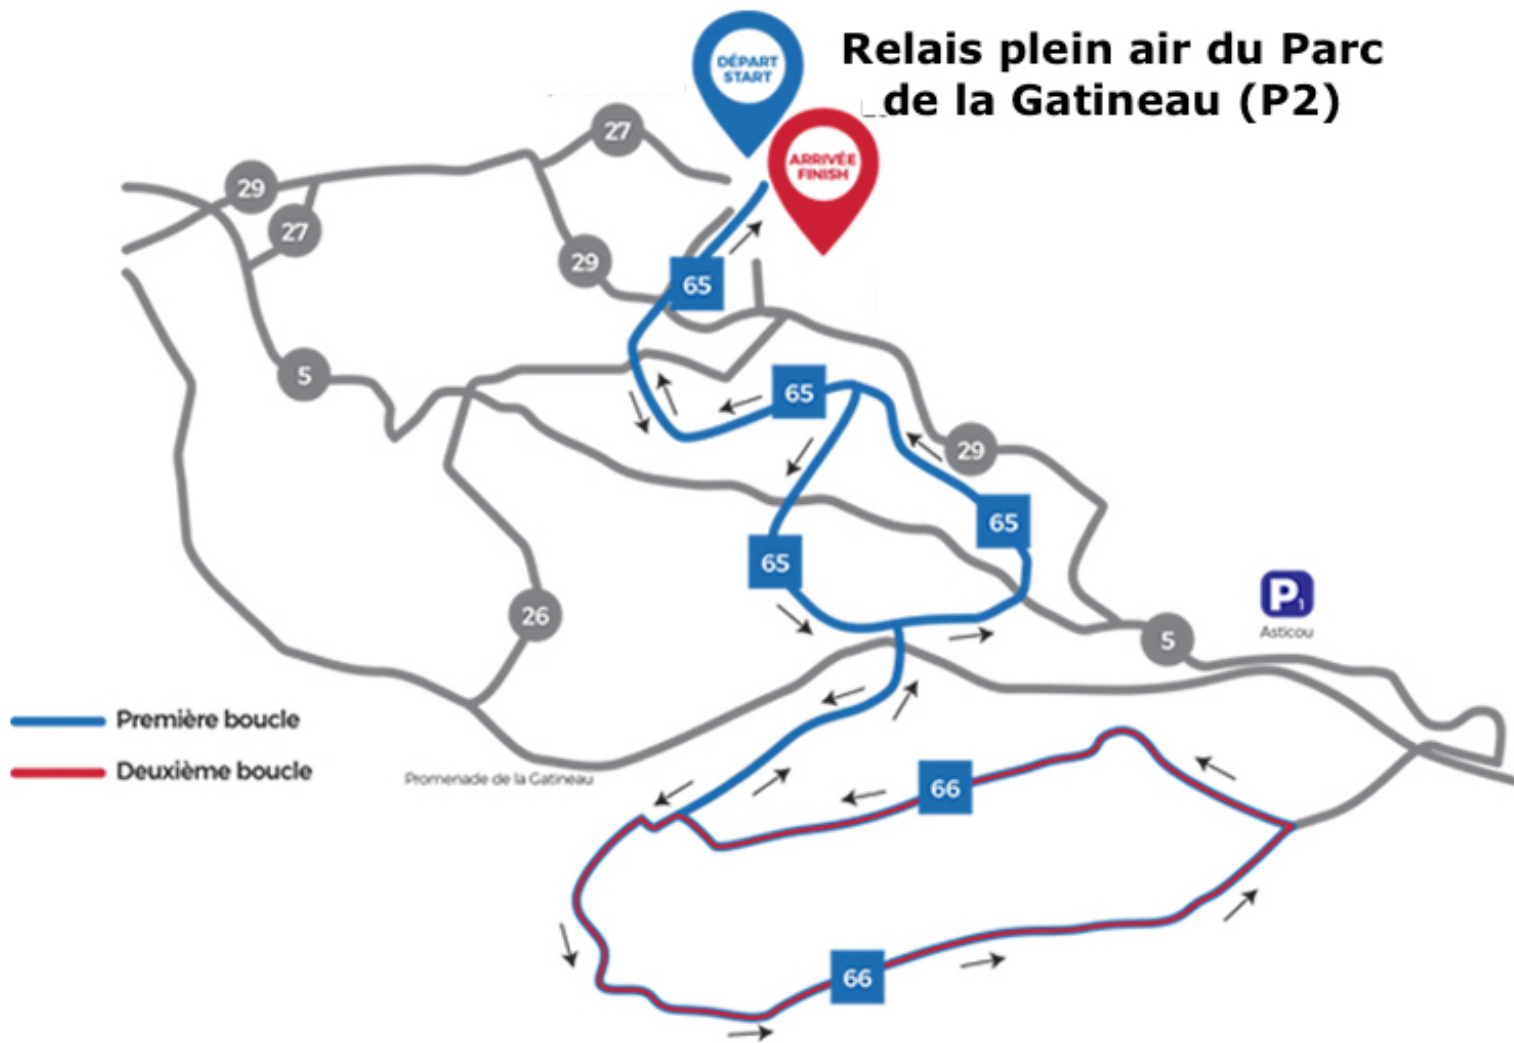 Relais plein air du Parc
de la Gatineau (P2)
DÉPART
START
ARRIVÉE
FINISH
27
29
27
29
65
5
65
29
65
65
26
P1
Asticou
5
Première boucle
Deuxième boucle
Promenade de la Gatineau
66
66